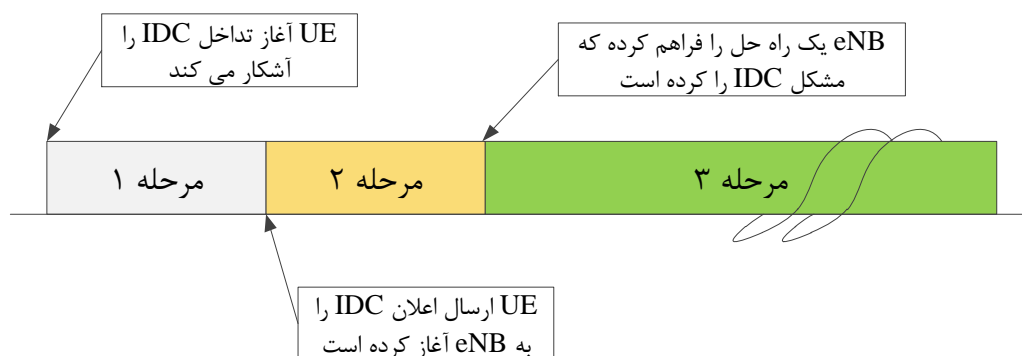 UE آغاز تداخل IDC را
آشکار می کند
eNB یک راه حل را فراهم کرده که
مشکل IDC را کرده است
مرحله ۱
مرحله ۲
مرحله ۳
UE ارسال اعلان IDC را
به eNB آغاز کرده است